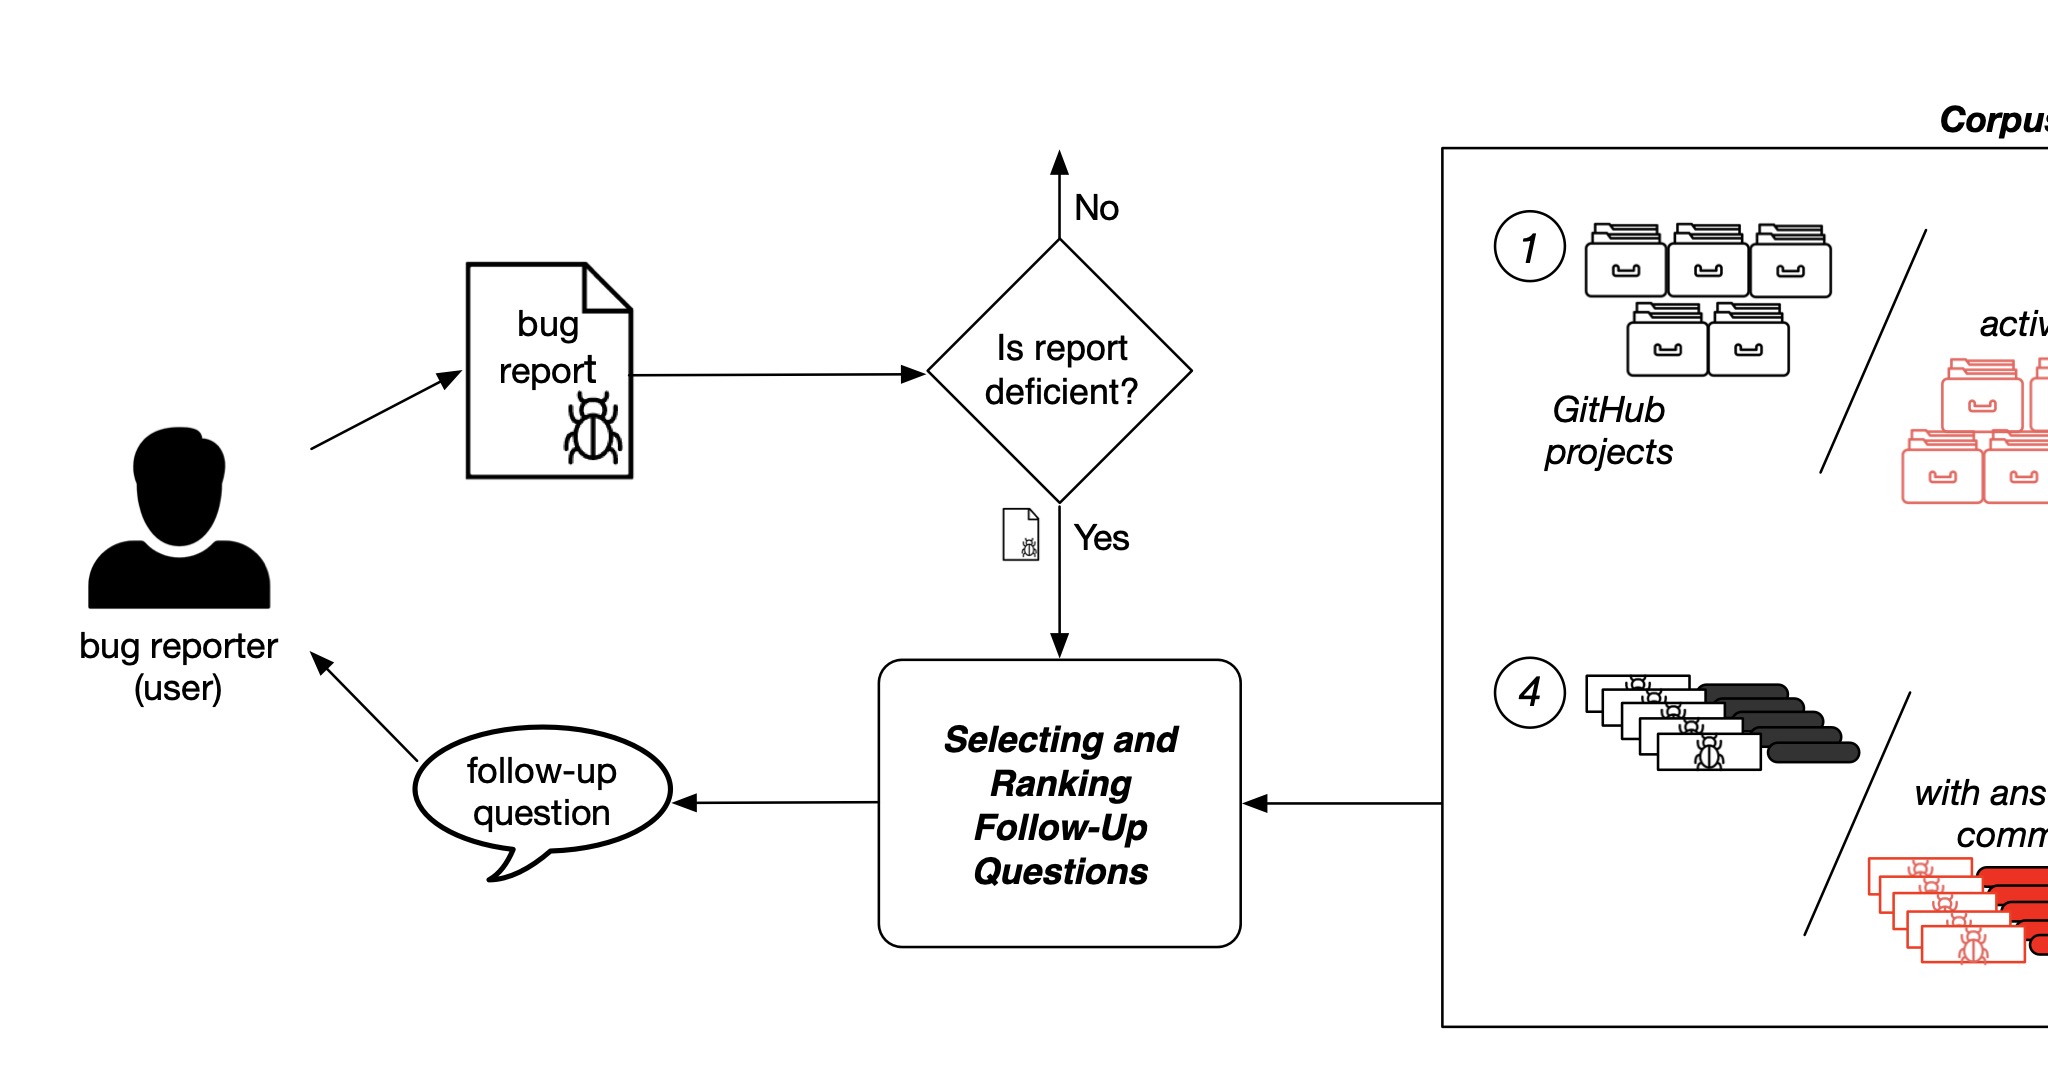 Corpus
No
1
bug
report
Is report
deficient?
activ
GitHub
projects
Yes
bug reporter
(user)
4
follow-up
question
Selecting and
Ranking
Follow-Up
Questions
with ans
comm